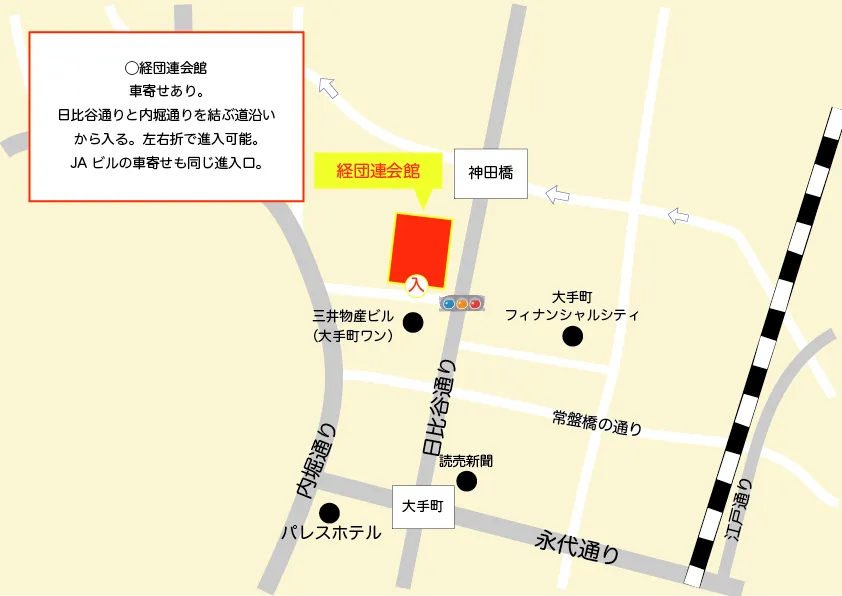 ◯経団連会館
車寄せあり。
日比谷通りと内堀通りを結ぶ道沿い
から入る。左右折で進入可能。
JAビルの車寄せも同じ進入口。
経団連会館
神田橋
入
三井物産ビル
(大手町ワン)
大手町
フィナンシャルシティ
日比谷通り
常盤橋の通り
内堀通り
読売新聞
大手町
江戸通り
パレスホテル
永代通り